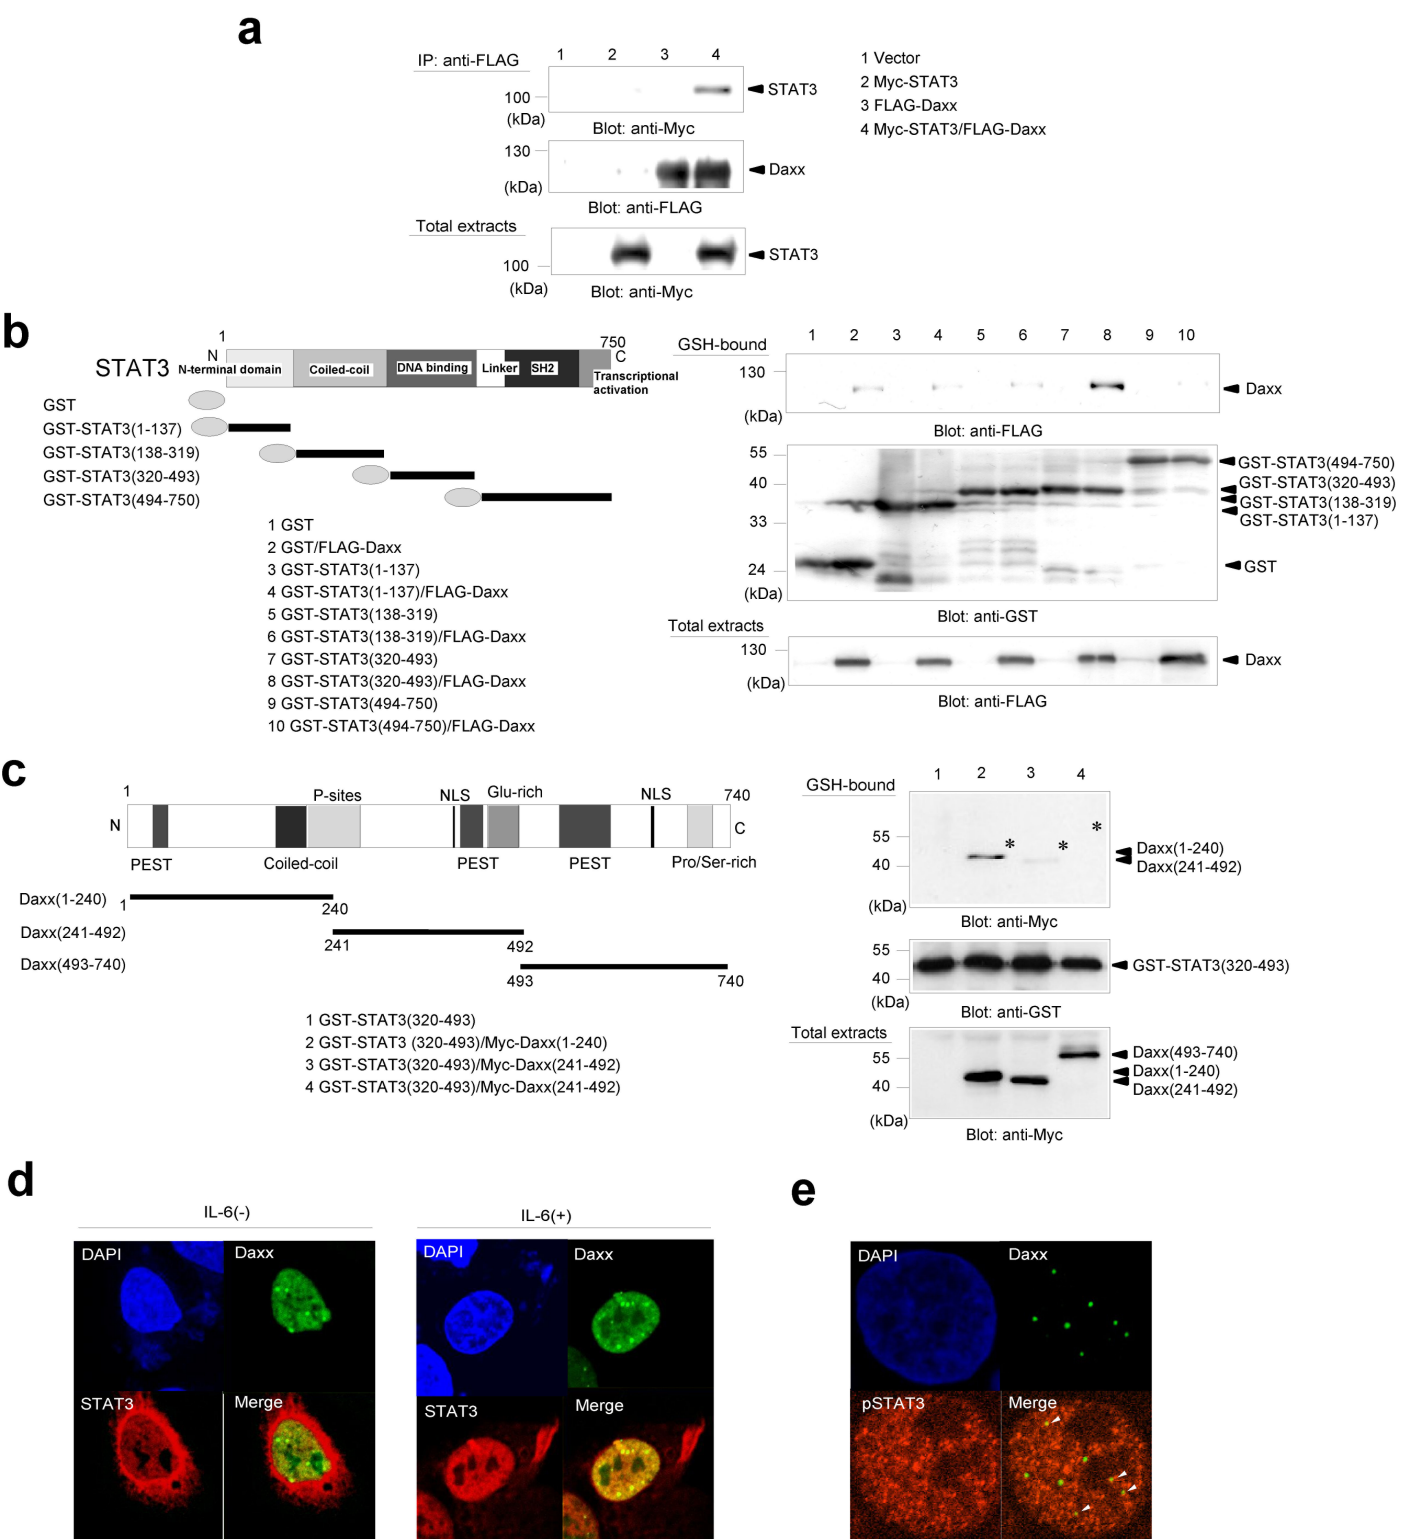 a
IP: anti-FLAG
1 2 3 4
100
(kDa)
STAT3
Blot: anti-Myc
130
(kDa)
Daxx
Blot: anti-FLAG
Total extracts
100
(kDa)
STAT3
Blot: anti-Myc
1 Vector
2 Myc-STAT3
3 FLAG-Daxx
4 Myc-STAT3/FLAG-Daxx
b
1
750
STAT3
N
C
N-terminal domain
Coiled-coil
DNA binding
Linker
SH2
Transcriptional
activation
GST
GST-STAT3(1-137)
GST-STAT3(138-319)
GST-STAT3(320-493)
GST-STAT3(494-750)
1 GST
2 GST/FLAG-Daxx
3 GST-STAT3(1-137)
4 GST-STAT3(1-137)/FLAG-Daxx
5 GST-STAT3(138-319)
6 GST-STAT3(138-319)/FLAG-Daxx
7 GST-STAT3(320-493)
8 GST-STAT3(320-493)/FLAG-Daxx
9 GST-STAT3(494-750)
10 GST-STAT3(494-750)/FLAG-Daxx
GSH-bound
1 2 3 4 5 6 7 8 9 10
130
(kDa)
Daxx
Blot: anti-FLAG
55
40
33
24
(kDa)
GST-STAT3(494-750)
GST-STAT3(320-493)
GST-STAT3(138-319)
GST-STAT3(1-137)
GST
Blot: anti-GST
Total extracts
130
(kDa)
Daxx
Blot: anti-FLAG
c
1
740
N
C
P-sites
NLS
Glu-rich
NLS
PEST
Coiled-coil
PEST
PEST
Pro/Ser-rich
Daxx(1-240)
1
240
Daxx(241-492)
241
492
Daxx(493-740)
493
740
1 GST-STAT3(320-493)
2 GST-STAT3 (320-493)/Myc-Daxx(1-240)
3 GST-STAT3(320-493)/Myc-Daxx(241-492)
4 GST-STAT3(320-493)/Myc-Daxx(241-492)
GSH-bound
1 2 3 4
55
40
(kDa)
* * *
Daxx(1-240)
Daxx(241-492)
Blot: anti-Myc
55
40
(kDa)
GST-STAT3(320-493)
Blot: anti-GST
Total extracts
55
40
(kDa)
Daxx(493-740)
Daxx(1-240)
Daxx(241-492)
Blot: anti-Myc
d
IL-6(-)
DAPI
Daxx
STAT3
Merge
IL-6(+)
DAPI
Daxx
STAT3
Merge
e
DAPI
Daxx
pSTAT3
Merge